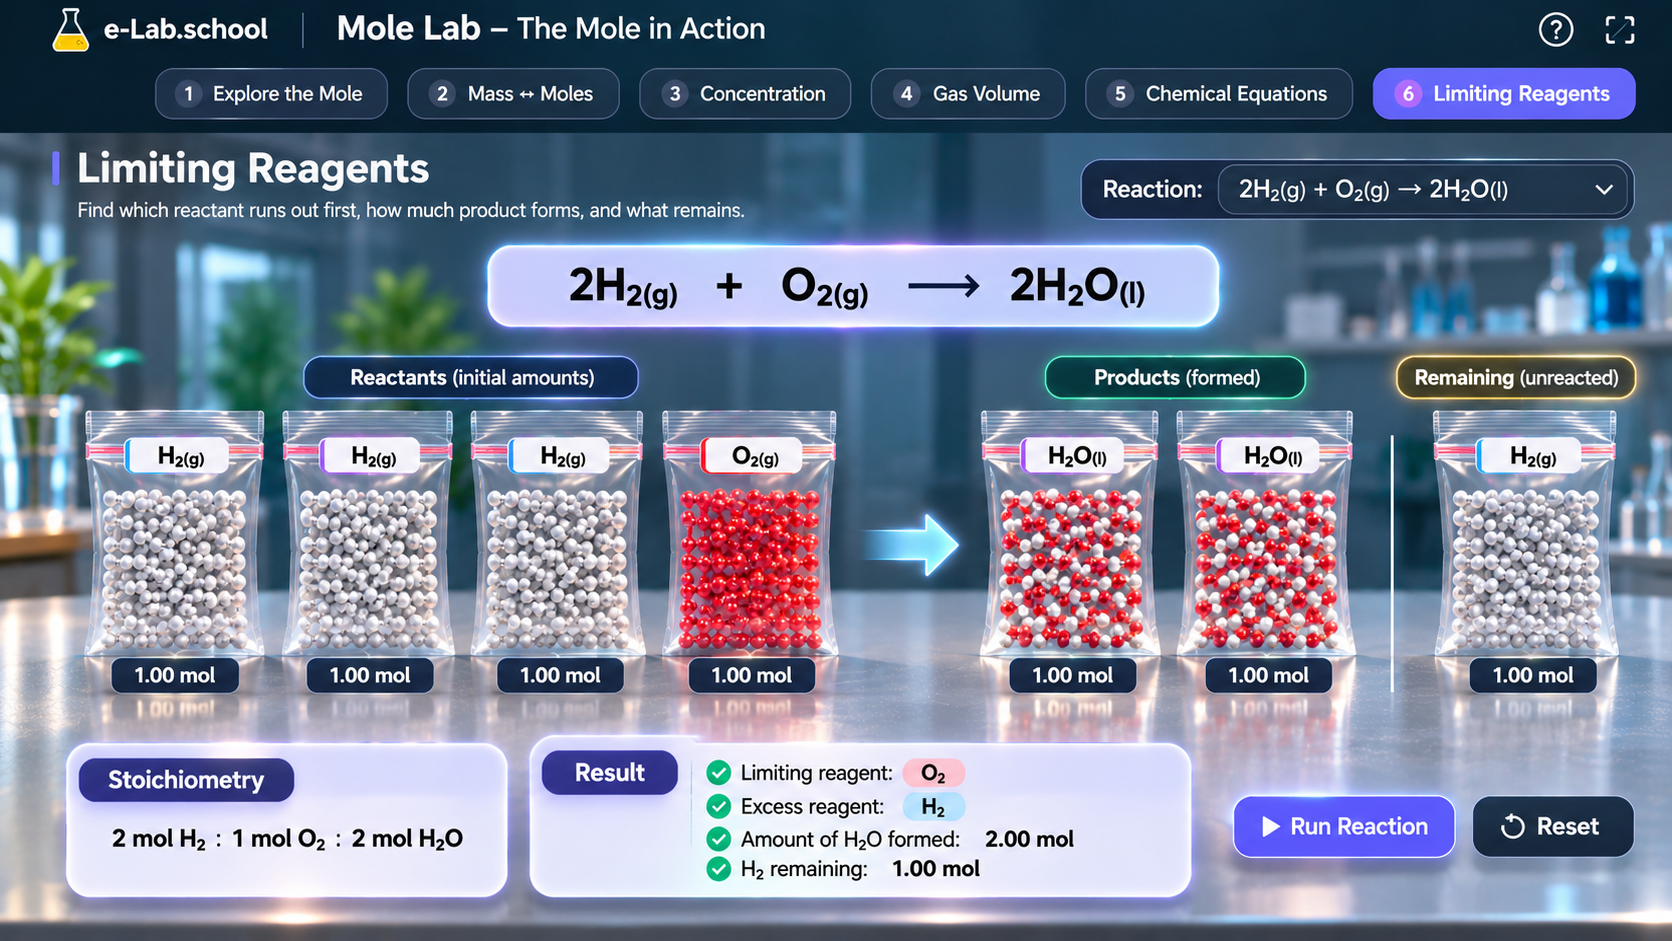 e-Lab.school
Mole Lab – The Mole in Action
?
1 Explore the Mole
2 Mass ↔ Moles
3 Concentration
4 Gas Volume
5 Chemical Equations
6 Limiting Reagents
Limiting Reagents
Find which reactant runs out first, how much product forms, and what remains.
Reaction: 2H₂(g) + O₂(g) → 2H₂O(l)
2H₂(g) + O₂(g) ⟶ 2H₂O(l)
Reactants (initial amounts)
Products (formed)
Remaining (unreacted)
H₂(g)
H₂(g)
H₂(g)
O₂(g)
H₂O(l)
H₂O(l)
H₂(g)
1.00 mol
1.00 mol
1.00 mol
1.00 mol
1.00 mol
1.00 mol
1.00 mol
Stoichiometry
2 mol H₂ : 1 mol O₂ : 2 mol H₂O
Result
Limiting reagent: O₂
Excess reagent: H₂
Amount of H₂O formed: 2.00 mol
H₂ remaining: 1.00 mol
Run Reaction
Reset